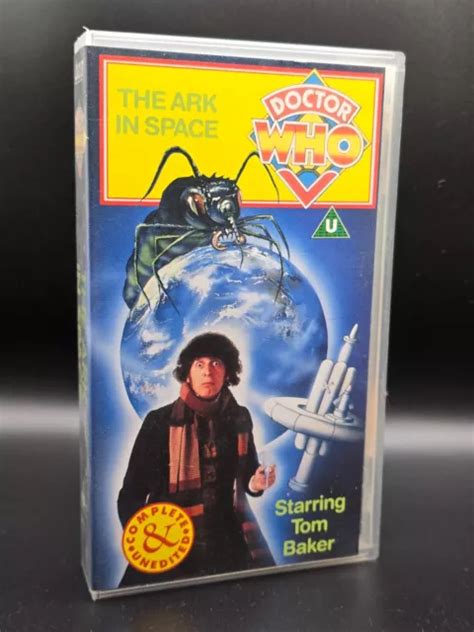 THE ARK
IN SPACE
DOCTOR
WHO
U
Starring
Tom
Baker
COMPLETE
&
UNEDITED